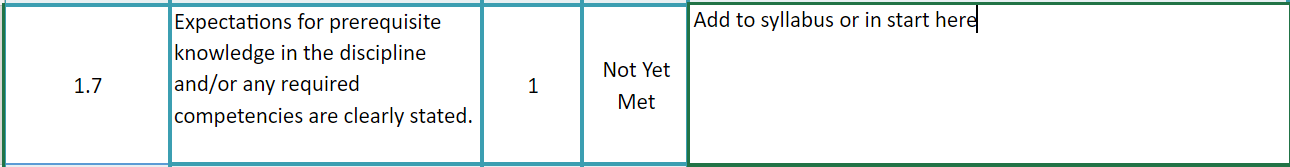 1.7
Expectations for prerequisite
knowledge in the discipline
and/or any required
competencies are clearly stated.
1
Not Yet
Met
Add to syllabus or in start here